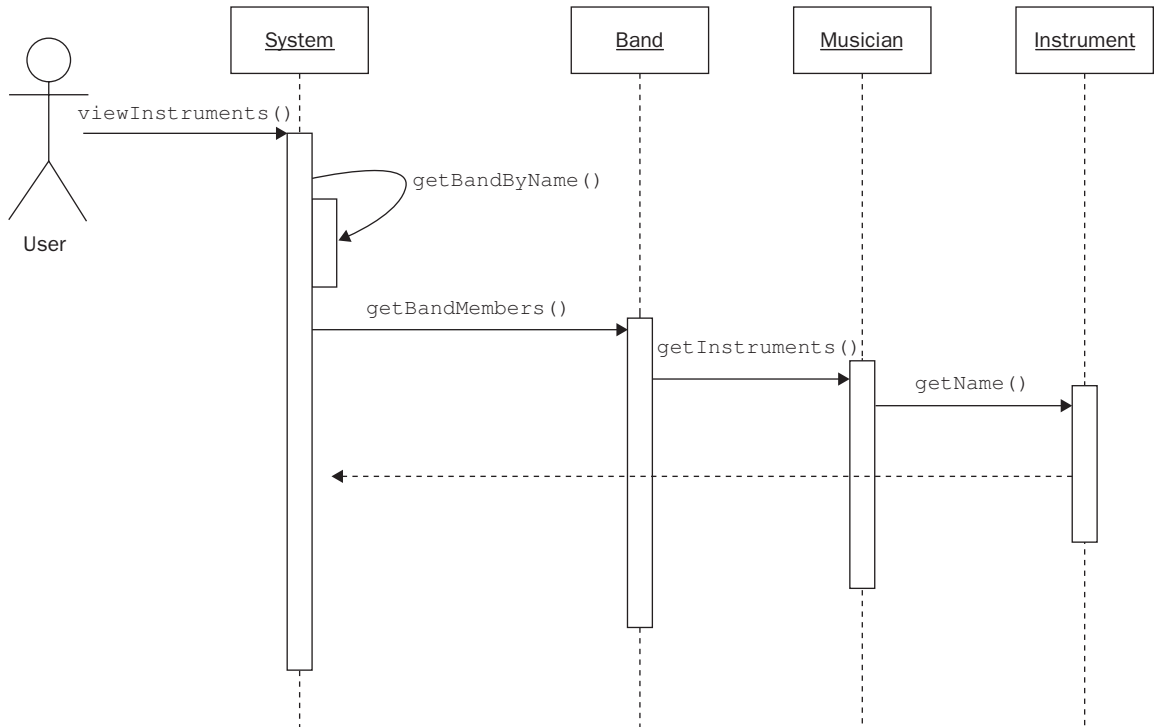 System
Band
Musician
Instrument
viewInstruments()
getBandByName()
User
getBandMembers()
getInstruments()
getName()